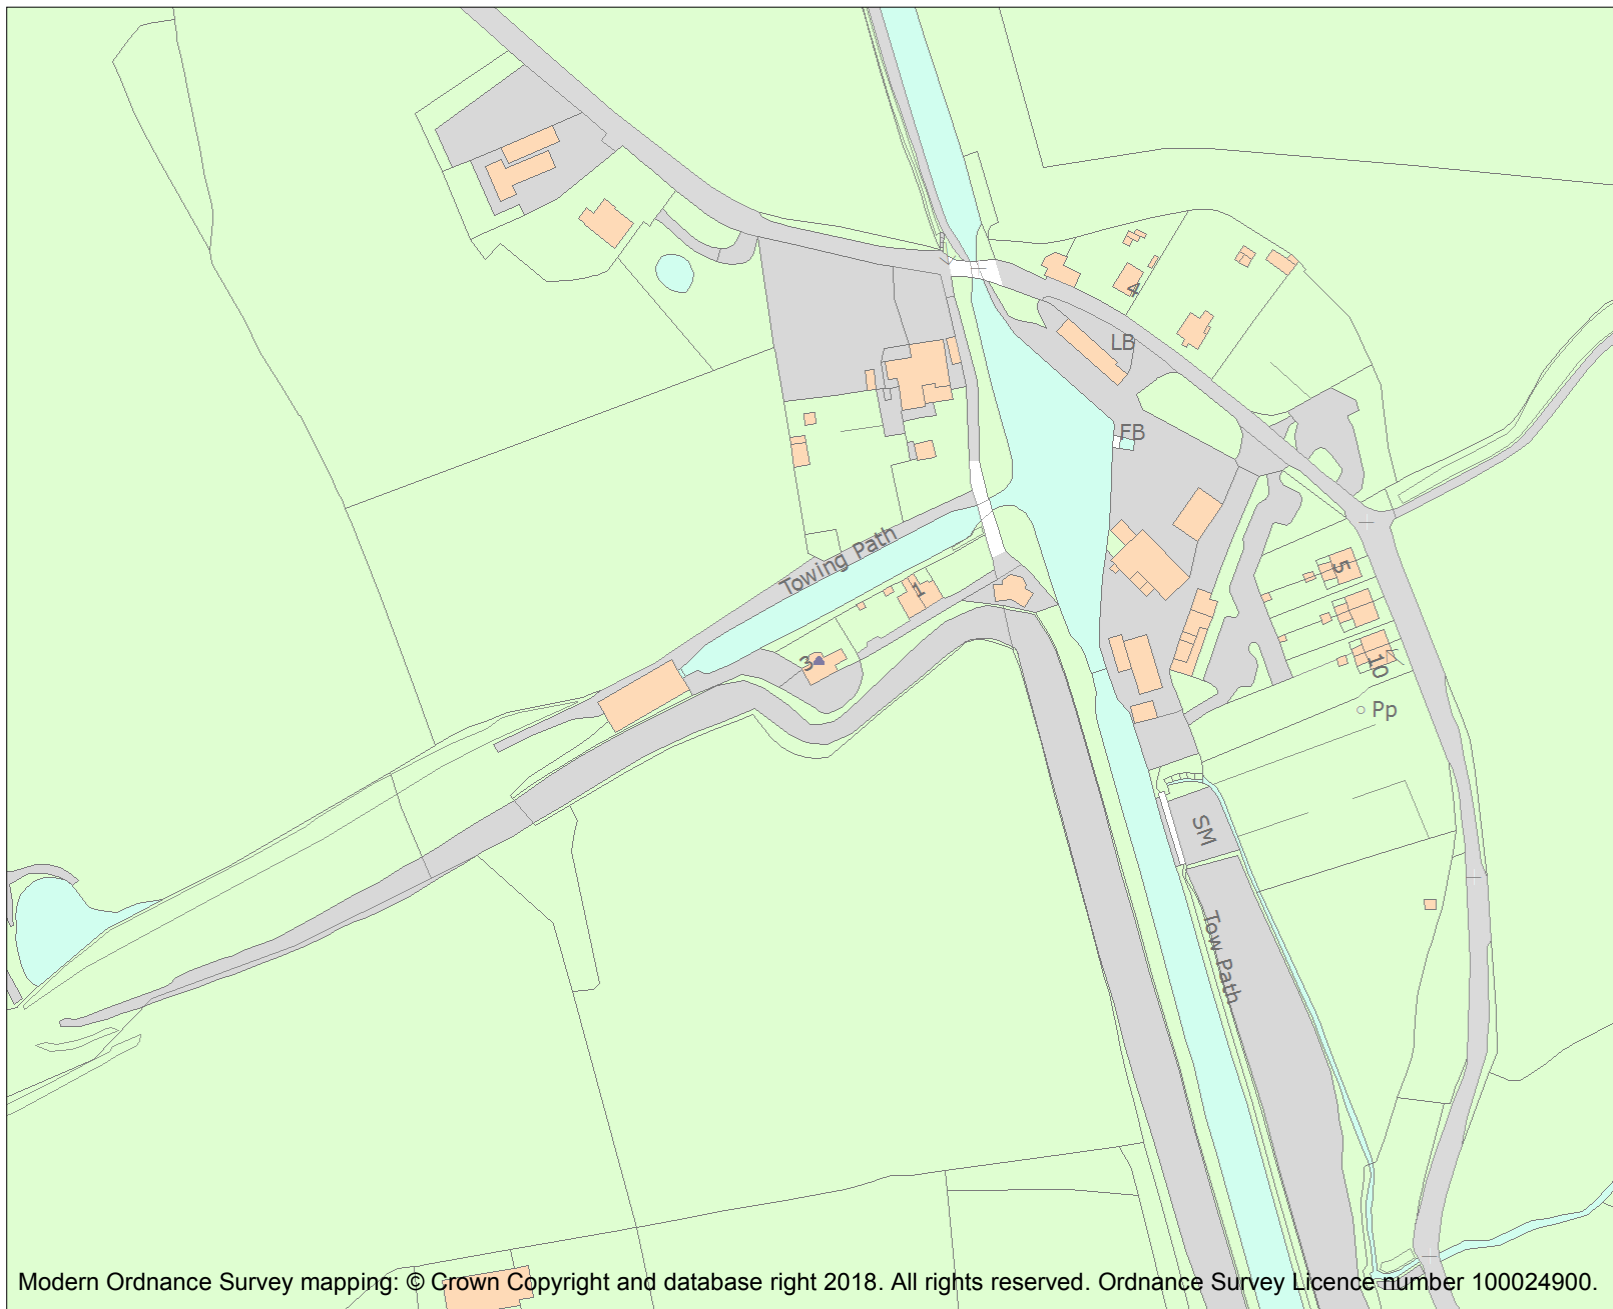 4
LB
FB
Towing Path
5
1
3
10
Pp
SM
Tow Path
Modern Ordnance Survey mapping: © Crown Copyright and database right 2018. All rights reserved. Ordnance Survey Licence number 100024900.